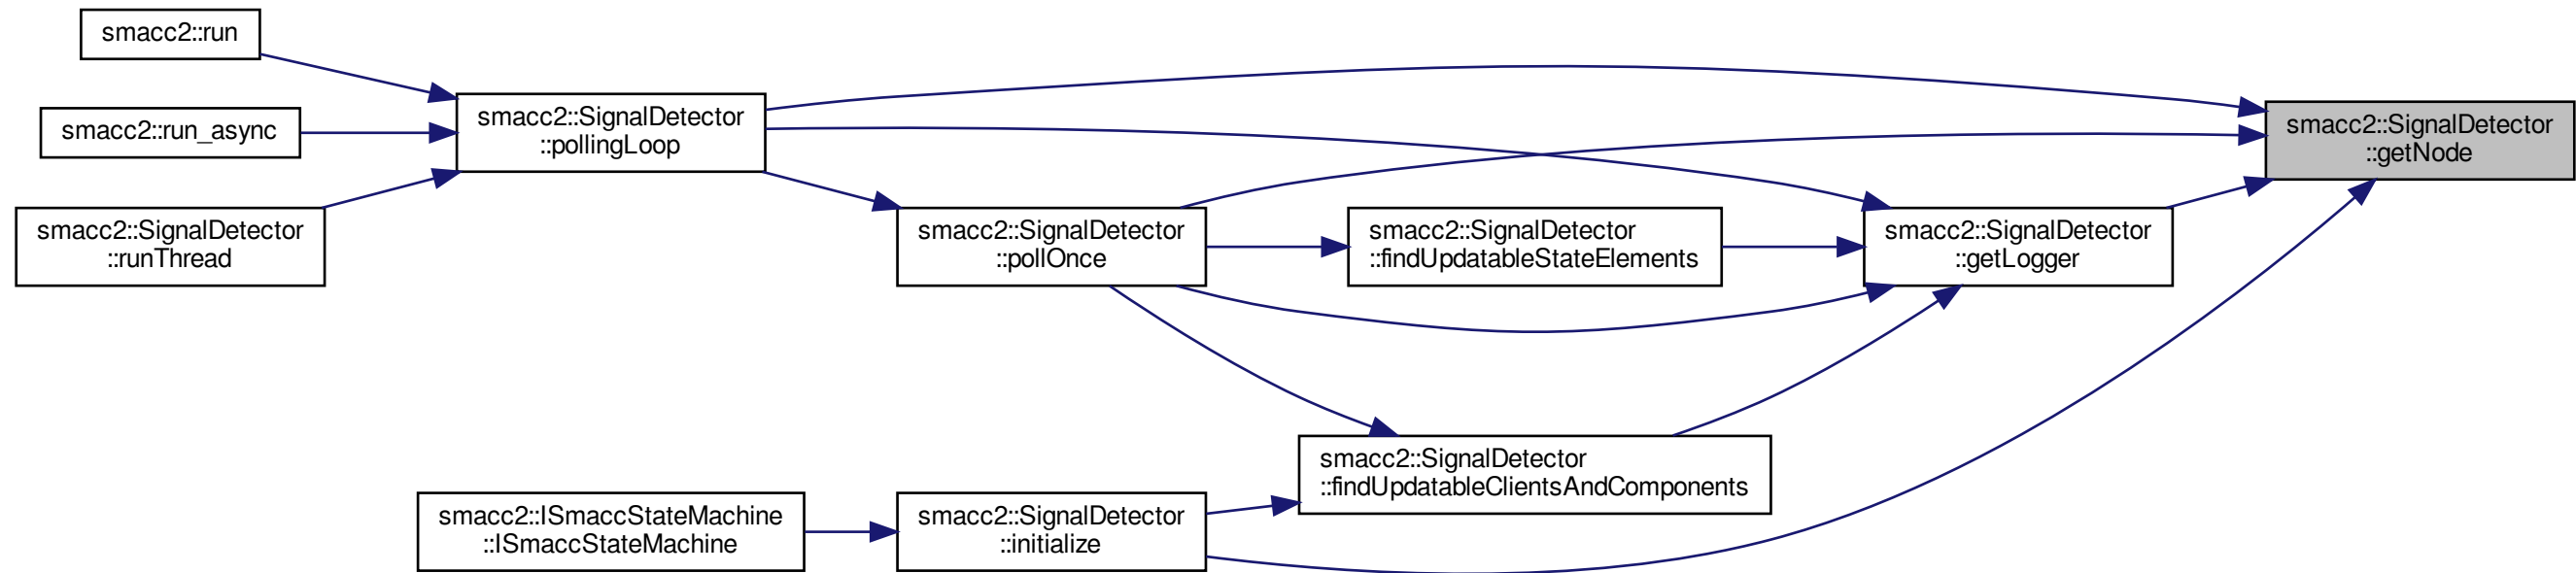 smacc2::run
smacc2::run_async
smacc2::SignalDetector
::runThread
smacc2::SignalDetector
::pollingLoop
smacc2::SignalDetector
::pollOnce
smacc2::SignalDetector
::findUpdatableStateElements
smacc2::SignalDetector
::getLogger
smacc2::SignalDetector
::getNode
smacc2::SignalDetector
::findUpdatableClientsAndComponents
smacc2::ISmaccStateMachine
::ISmaccStateMachine
smacc2::SignalDetector
::initialize